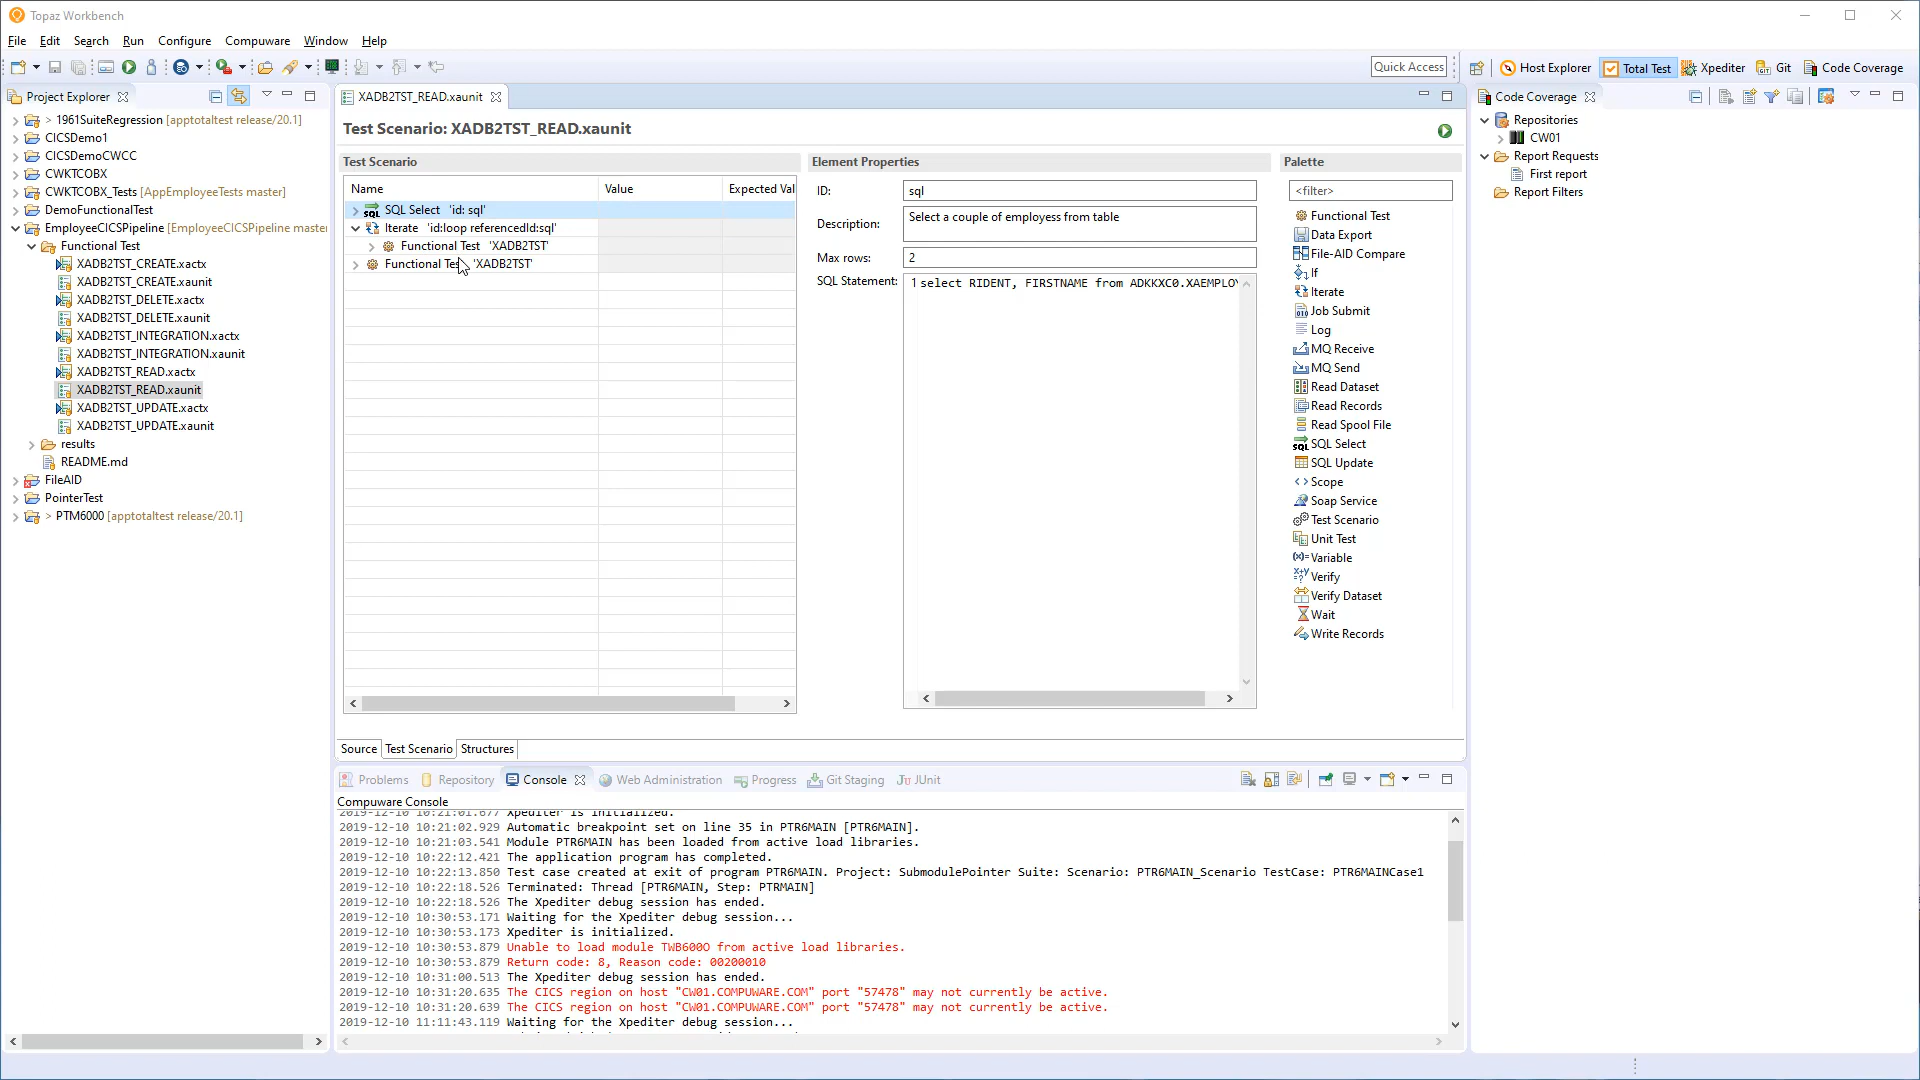 Topaz Workbench
File Edit Search Run Configure Compuware Window Help
Quick Access
Host Explorer Total Test Xpediter Git Code Coverage
Project Explorer
> 1961SuiteRegression [apptotaltest release/20.1]
CICSDemo1
CICSDemoCWCC
CWKTCOBX
CWKTCOBX_Tests [AppEmployeeTests master]
DemoFunctionalTest
EmployeeCICSPipeline [EmployeeCICSPipeline master
Functional Test
XADB2TST_CREATE.xactx
XADB2TST_CREATE.xaunit
XADB2TST_DELETE.xactx
XADB2TST_DELETE.xaunit
XADB2TST_INTEGRATION.xactx
XADB2TST_INTEGRATION.xaunit
XADB2TST_READ.xactx
XADB2TST_READ.xaunit
XADB2TST_UPDATE.xactx
XADB2TST_UPDATE.xaunit
results
README.md
FileAID
PointerTest
> PTM6000 [apptotaltest release/20.1]
XADB2TST_READ.xaunit
Test Scenario: XADB2TST_READ.xaunit
Test Scenario
Name Value Expected Val
SQL Select 'id: sql'
Iterate 'id:loop referencedId:sql'
Functional Test 'XADB2TST'
Functional Tes 'XADB2TST'
Element Properties
ID: sql
Description: Select a couple of employess from table
Max rows: 2
SQL Statement: 1 select RIDENT, FIRSTNAME from ADKKXC0.XAEMPLOY
Palette
<filter>
Functional Test
Data Export
File-AID Compare
If
Iterate
Job Submit
Log
MQ Receive
MQ Send
Read Dataset
Read Records
Read Spool File
SQL Select
SQL Update
Scope
Soap Service
Test Scenario
Unit Test
Variable
Verify
Verify Dataset
Wait
Write Records
Source Test Scenario Structures
Code Coverage
Repositories
CW01
Report Requests
First report
Report Filters
Problems Repository Console Web Administration Progress Git Staging JUnit
Compuware Console
2019-12-10 10:21:01.677 Xpediter is initialized.
2019-12-10 10:21:02.929 Automatic breakpoint set on line 35 in PTR6MAIN [PTR6MAIN].
2019-12-10 10:21:03.541 Module PTR6MAIN has been loaded from active load libraries.
2019-12-10 10:22:12.421 The application program has completed.
2019-12-10 10:22:13.850 Test case created at exit of program PTR6MAIN. Project: SubmodulePointer Suite: Scenario: PTR6MAIN_Scenario TestCase: PTR6MAINCase1
2019-12-10 10:22:18.526 Terminated: Thread [PTR6MAIN, Step: PTRMAIN]
2019-12-10 10:22:18.526 The Xpediter debug session has ended.
2019-12-10 10:30:53.171 Waiting for the Xpediter debug session...
2019-12-10 10:30:53.173 Xpediter is initialized.
2019-12-10 10:30:53.879 Unable to load module TWB600O from active load libraries.
2019-12-10 10:30:53.879 Return code: 8, Reason code: 00200010
2019-12-10 10:31:00.513 The Xpediter debug session has ended.
2019-12-10 10:31:20.635 The CICS region on host "CW01.COMPUWARE.COM" port "57478" may not currently be active.
2019-12-10 10:31:20.639 The CICS region on host "CW01.COMPUWARE.COM" port "57478" may not currently be active.
2019-12-10 11:11:43.119 Waiting for the Xpediter debug session...